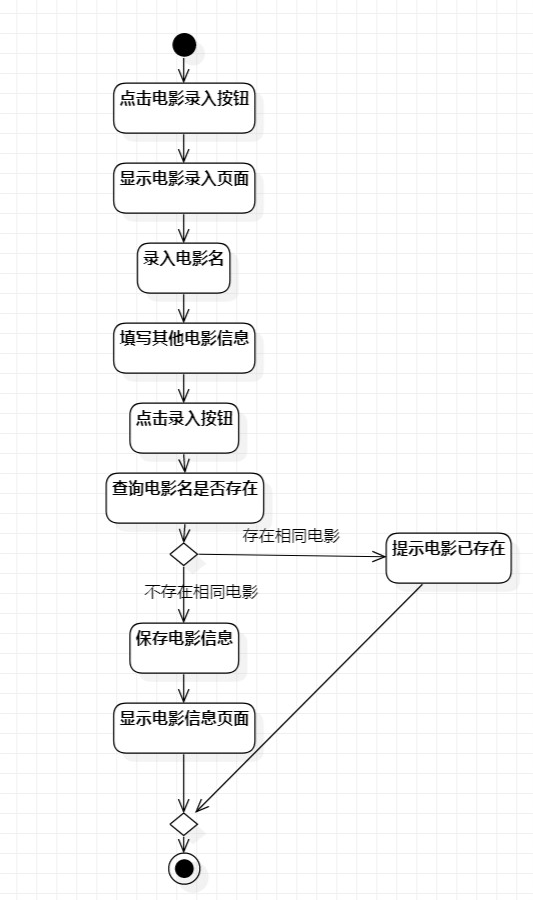 点击电影录入按钮
显示电影录入页面
录入电影名
填写其他电影信息
点击录入按钮
查询电影名是否存在
存在相同电影
提示电影已存在
不存在相同电影
保存电影信息
显示电影信息页面